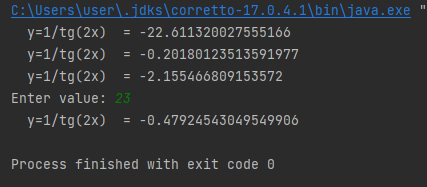 C:\Users\user\.jdks\corretto-17.0.4.1\bin\java.exe "
y=1/tg(2x)  = -22.611320027555166
y=1/tg(2x)  = -0.20180123513591977
y=1/tg(2x)  = -2.155466809153572
Enter value: 23
y=1/tg(2x)  = -0.47924543049549906
Process finished with exit code 0